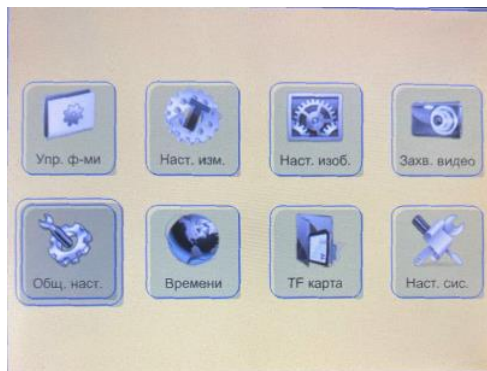 Упр. ф-ми
Наст. изм.
Наст. изоб.
Захв. видео
Общ. наст.
Времени
TF карта
Наст. сис.